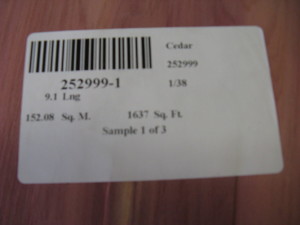 Cedar
252999-1
252999
9.1 Lng
1/38
152.08 Sq. M.
1637 Sq. Ft.
Sample 1 of 3